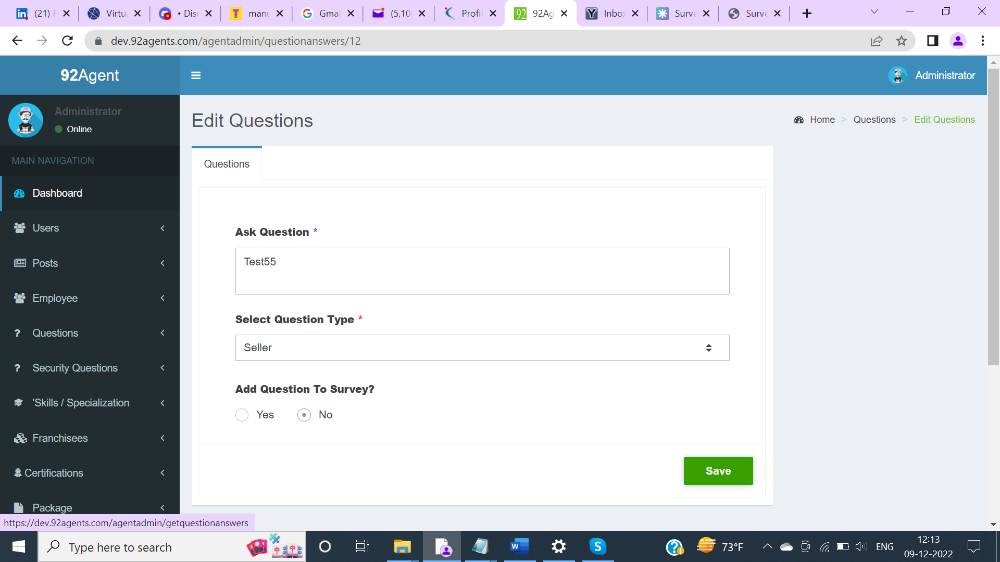 (21) F
Virtu
• Disc
manu
Gmai
(5,10
Profil
92Ag
Inbo
Surve
Surve
dev.92agents.com/agentadmin/questionanswers/12
92Agent
Administrator
Administrator
Online
MAIN NAVIGATION
Dashboard
Users
Posts
Employee
Questions
Security Questions
'Skills / Specialization
Franchisees
Certifications
Package
Edit Questions
Home > Questions > Edit Questions
Questions
Ask Question *
Test55
Select Question Type *
Seller
Add Question To Survey?
Yes No
Save
https://dev.92agents.com/agentadmin/getquestionanswers
Type here to search
73°F
ENG
12:13
09-12-2022